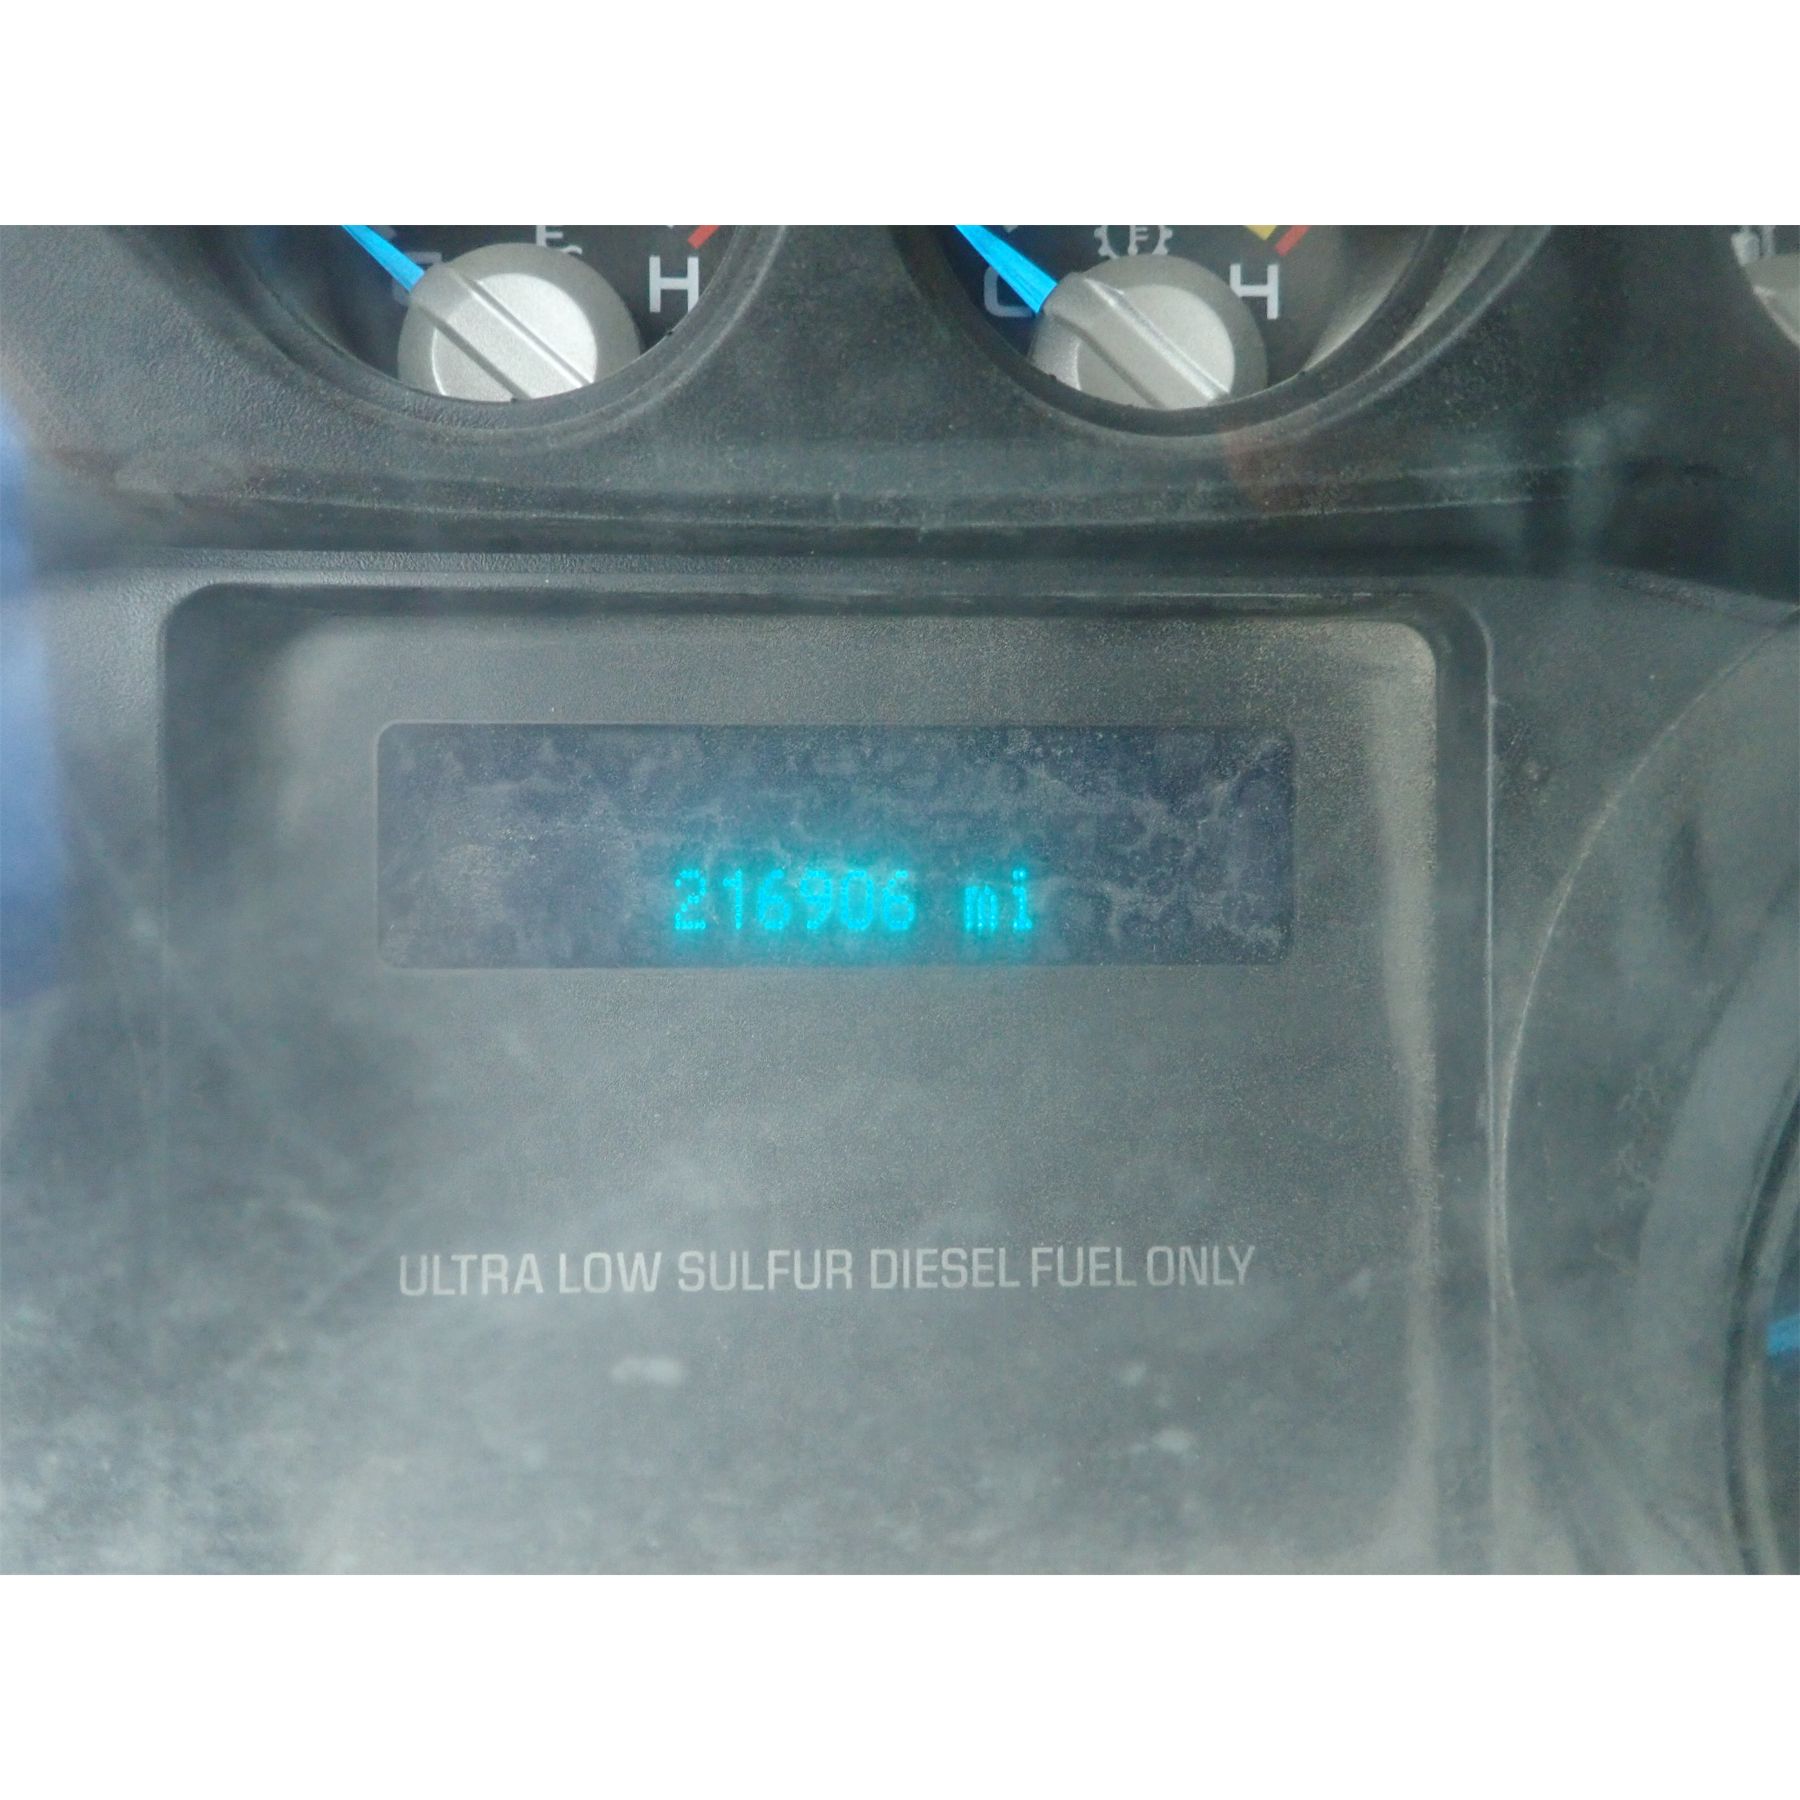 C H C H
216906 mi
ULTRA LOW SULFUR DIESEL FUEL ONLY